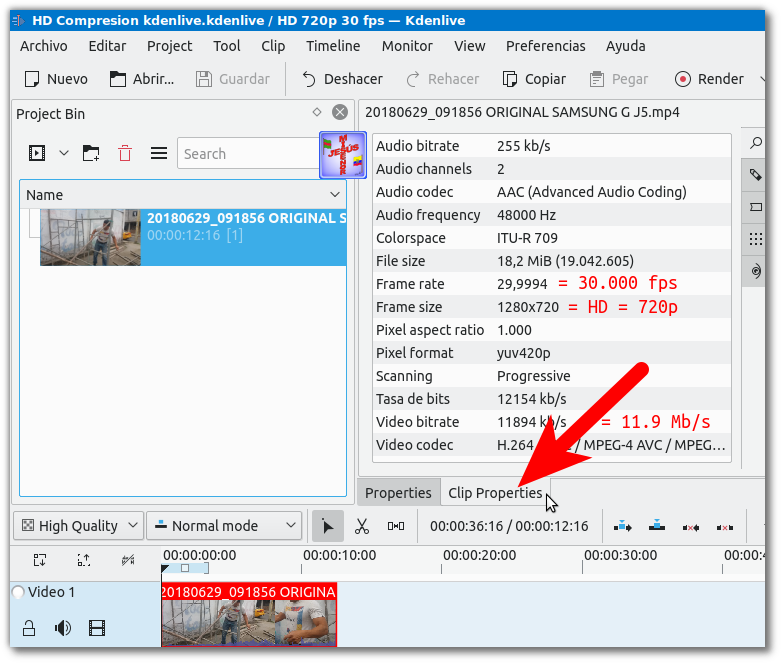 HD Compresion kdenlive.kdenlive / HD 720p 30 fps — Kdenlive
Archivo Editar Project Tool Clip Timeline Monitor View Preferencias Ayuda
Nuevo Abrir... Guardar Deshacer Rehacer Copiar Pegar Render
Project Bin
20180629_091856 ORIGINAL SAMSUNG G J5.mp4
Search
JESÚS
Name
20180629_091856 ORIGINAL S
00:00:12:16 [1]
Audio bitrate 255 kb/s
Audio channels 2
Audio codec AAC (Advanced Audio Coding)
Audio frequency 48000 Hz
Colorspace ITU-R 709
File size 18,2 MiB (19.042.605)
Frame rate 29,9994 = 30.000 fps
Frame size 1280x720 = HD = 720p
Pixel aspect ratio 1.000
Pixel format yuv420p
Scanning Progressive
Tasa de bits 12154 kb/s
Video bitrate 11894 kb/s = 11.9 Mb/s
Video codec H.264 / MPEG-4 AVC / MPEG...
Properties Clip Properties
High Quality Normal mode 00:00:36:16 / 00:00:12:16
00:00:00:00 00:00:10:00 00:00:20:00 00:00:30:00 00:00:4
Video 1
20180629_091856 ORIGINA